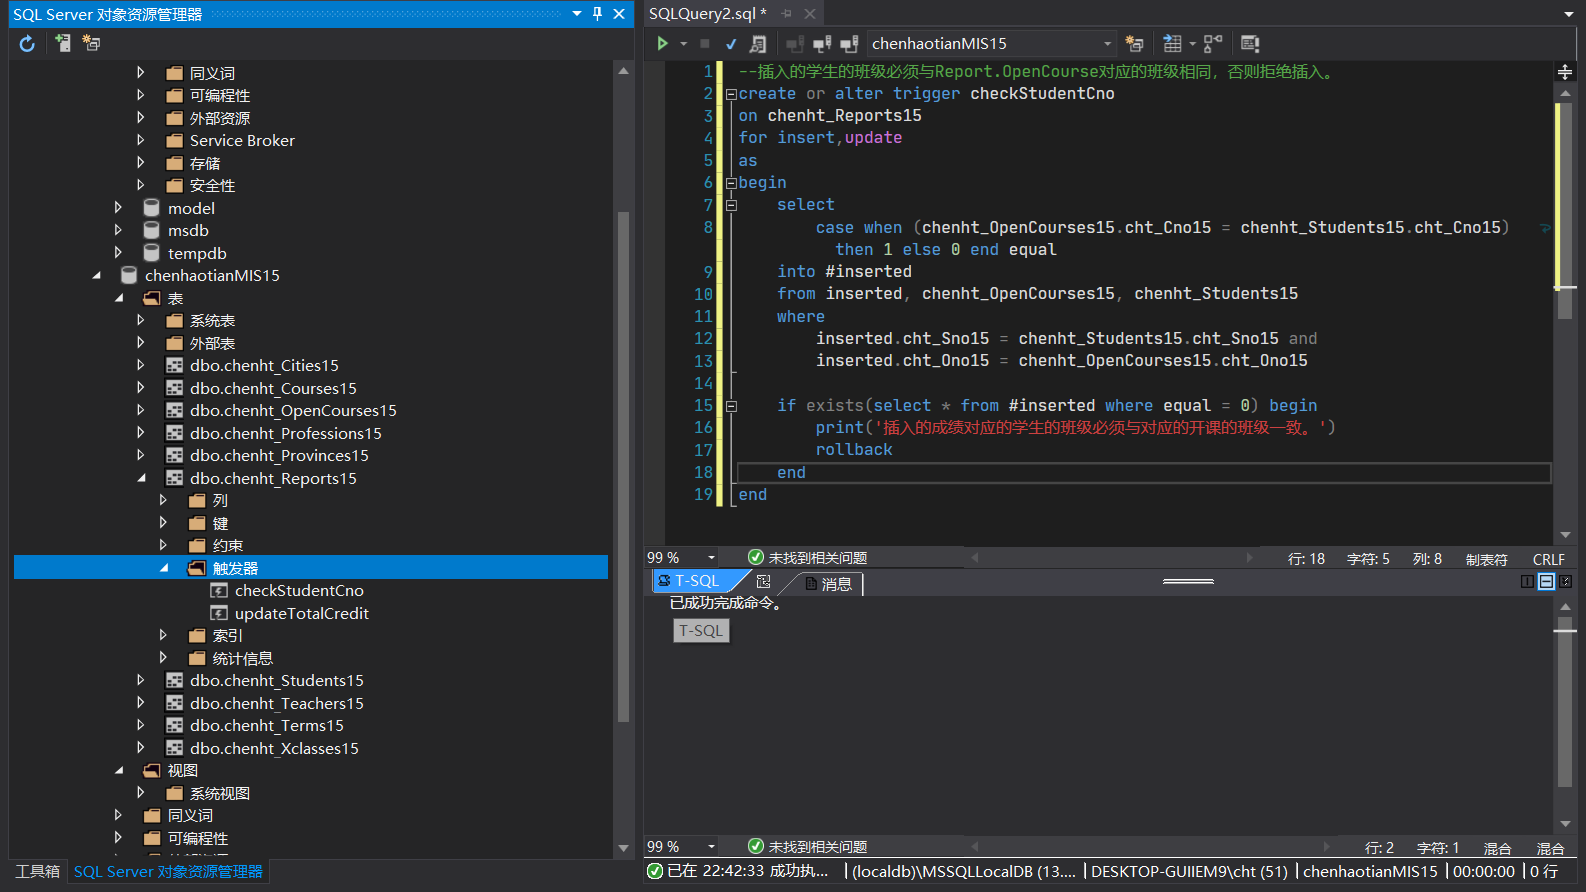 SQL Server 对象资源管理器
同义词
可编程性
外部资源
Service Broker
存储
安全性
model
msdb
tempdb
chenhaotianMIS15
表
系统表
外部表
dbo.chenht_Cities15
dbo.chenht_Courses15
dbo.chenht_OpenCourses15
dbo.chenht_Professions15
dbo.chenht_Provinces15
dbo.chenht_Reports15
列
键
约束
触发器
checkStudentCno
updateTotalCredit
索引
统计信息
dbo.chenht_Students15
dbo.chenht_Teachers15
dbo.chenht_Terms15
dbo.chenht_Xclasses15
视图
系统视图
同义词
可编程性
工具箱 SQL Server 对象资源管理器
SQLQuery2.sql *
chenhaotianMIS15
1 --插入的学生的班级必须与Report.OpenCourse对应的班级相同，否则拒绝插入。
2 create or alter trigger checkStudentCno
3 on chenht_Reports15
4 for insert,update
5 as
6 begin
7 select
8 case when (chenht_OpenCourses15.cht_Cno15 = chenht_Students15.cht_Cno15)
then 1 else 0 end equal
9 into #inserted
10 from inserted, chenht_OpenCourses15, chenht_Students15
11 where
12 inserted.cht_Sno15 = chenht_Students15.cht_Sno15 and
13 inserted.cht_Ono15 = chenht_OpenCourses15.cht_Ono15
14
15 if exists(select * from #inserted where equal = 0) begin
16 print('插入的成绩对应的学生的班级必须与对应的开课的班级一致。')
17 rollback
18 end
19 end
99 % 未找到相关问题 行: 18 字符: 5 列: 8 制表符 CRLF
T-SQL 消息
已成功完成命令。
T-SQL
99 % 未找到相关问题 行: 2 字符: 1 混合 混合
已在 22:42:33 成功执... (localdb)\MSSQLLocalDB (13.... DESKTOP-GUIIEM9\cht (51) chenhaotianMIS15 00:00:00 0 行